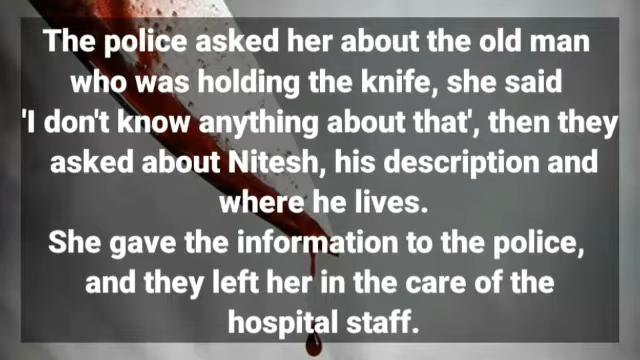 The police asked her about the old man
who was holding the knife, she said
'I don't know anything about that', then they
asked about Nitesh, his description and
where he lives.
She gave the information to the police,
and they left her in the care of the
hospital staff.